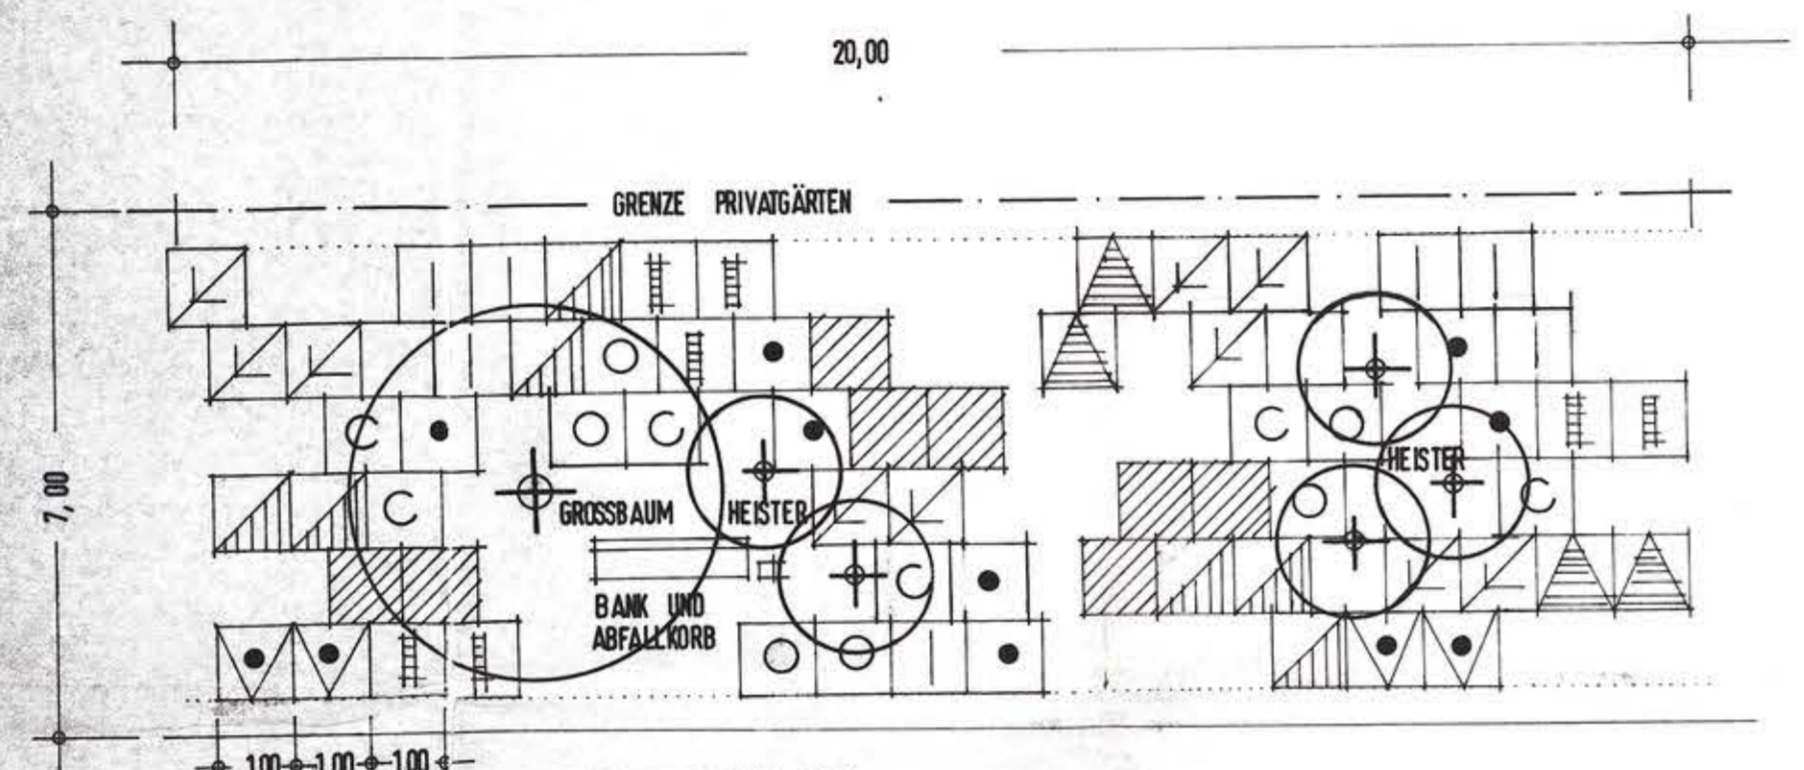 20,00
GRENZE PRIVATGÄRTEN
7,00
GROSSBAUM
HEISTER
HEISTER
BANK UND
ABFALLKORB
1,00 1,00 1,00